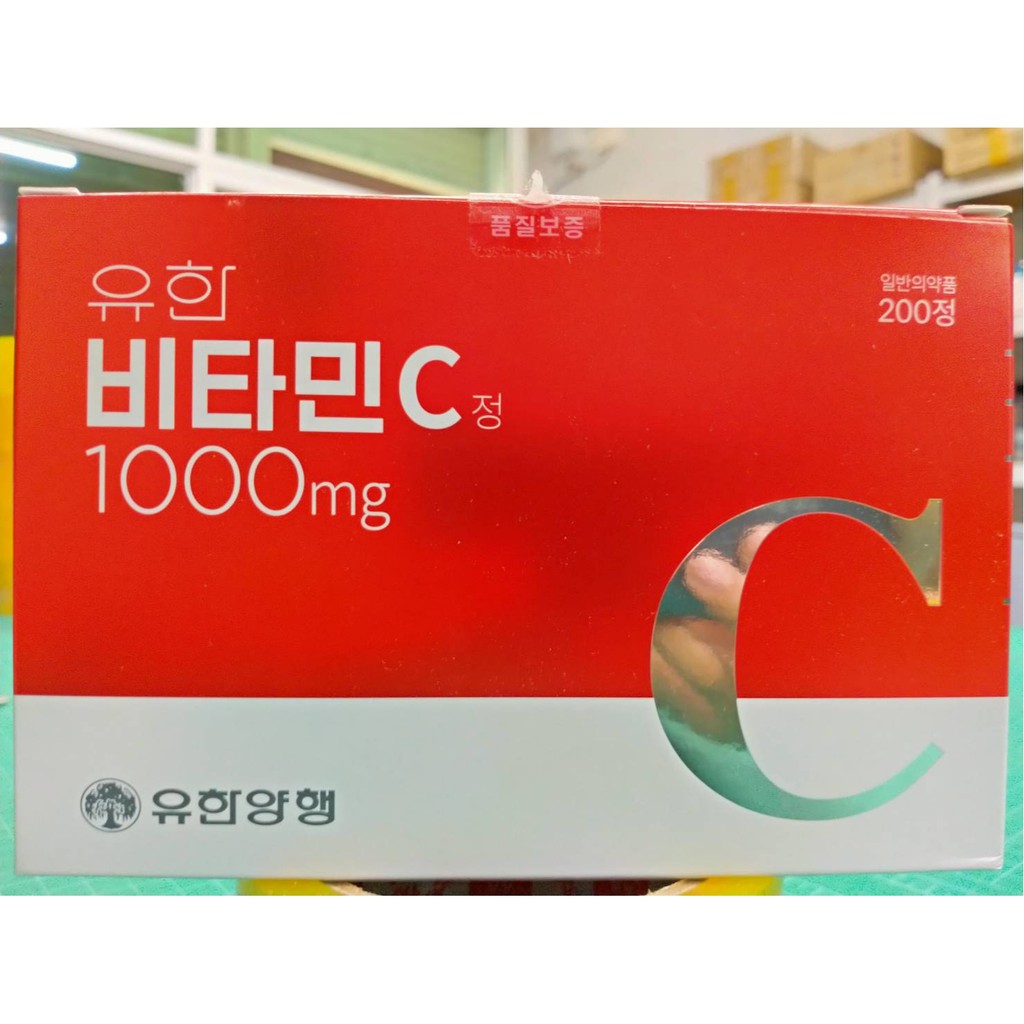 품질보증
유한
비타민C정
1000mg
일반의약품
200정
C
유한양행